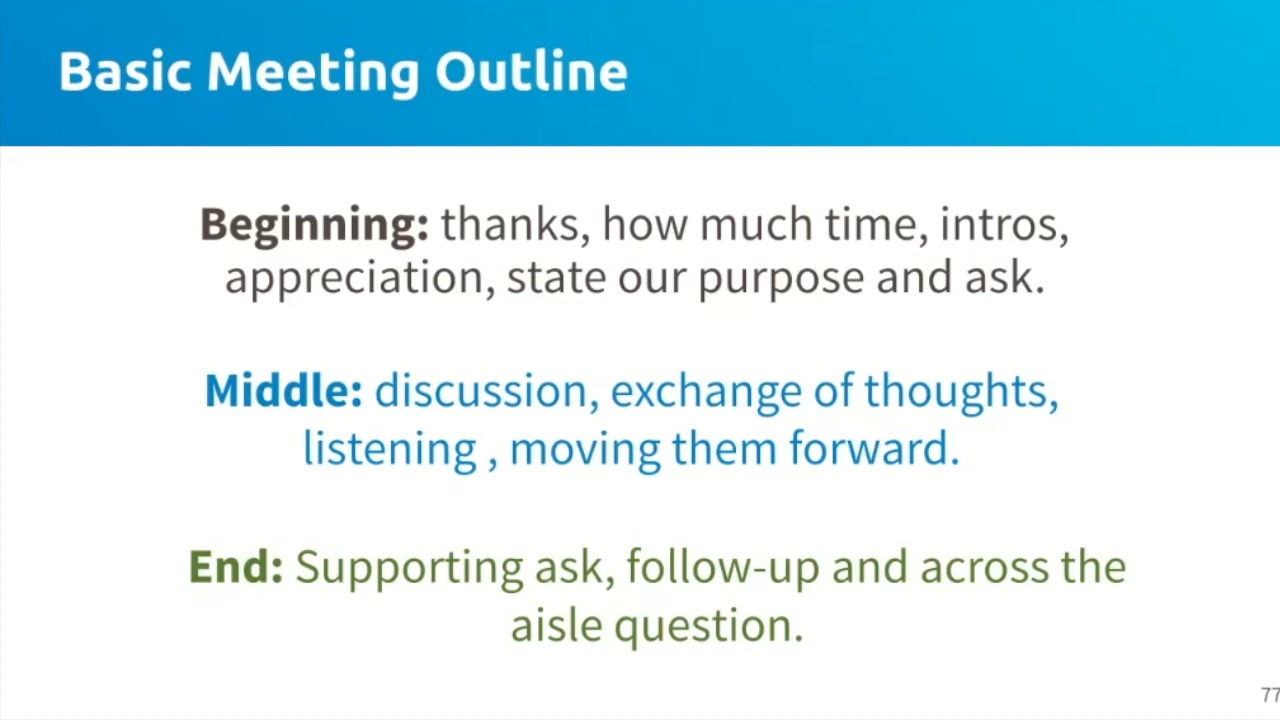 Basic Meeting Outline
Beginning: thanks, how much time, intros,
appreciation, state our purpose and ask.
Middle: discussion, exchange of thoughts,
listening , moving them forward.
End: Supporting ask, follow-up and across the
aisle question.
77